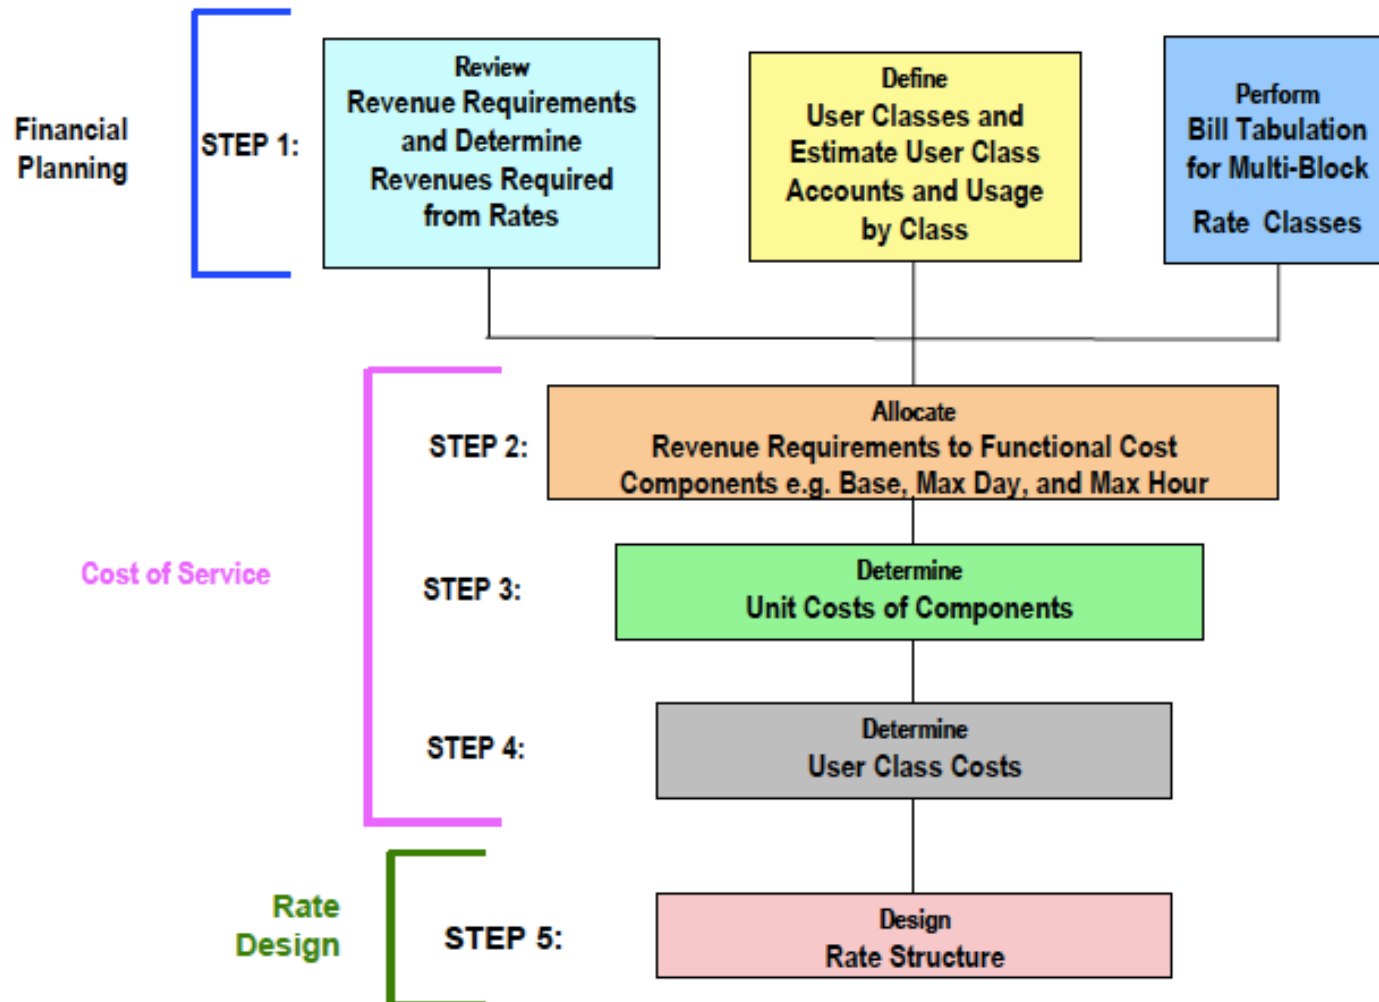 Financial
Planning
STEP 1:
Review
Revenue Requirements
and Determine
Revenues Required
from Rates
Define
User Classes and
Estimate User Class
Accounts and Usage
by Class
Perform
Bill Tabulation
for Multi-Block
Rate Classes
Cost of Service
STEP 2:
Allocate
Revenue Requirements to Functional Cost
Components e.g. Base, Max Day, and Max Hour
STEP 3:
Determine
Unit Costs of Components
STEP 4:
Determine
User Class Costs
Rate
Design
STEP 5:
Design
Rate Structure